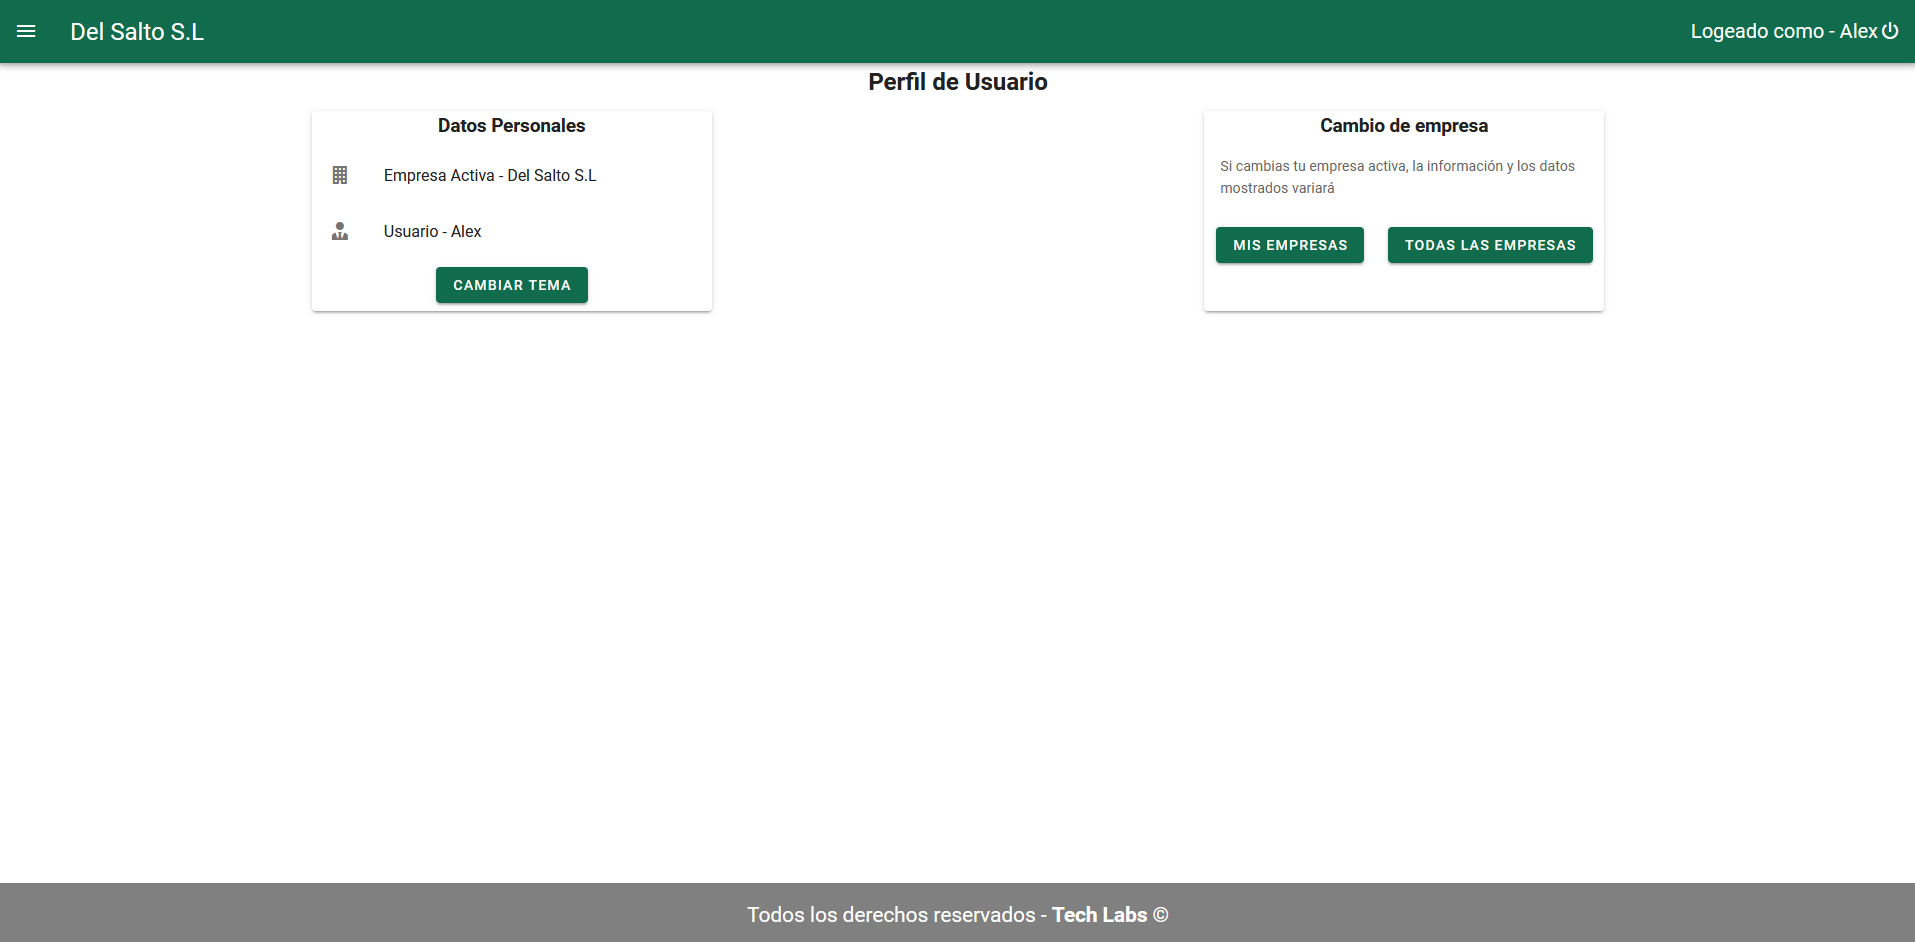 Del Salto S.L
Logeado como - Alex
Perfil de Usuario
Datos Personales
Empresa Activa - Del Salto S.L
Usuario - Alex
CAMBIAR TEMA
Cambio de empresa
Si cambias tu empresa activa, la información y los datos
mostrados variará
MIS EMPRESAS
TODAS LAS EMPRESAS
Todos los derechos reservados - Tech Labs ©